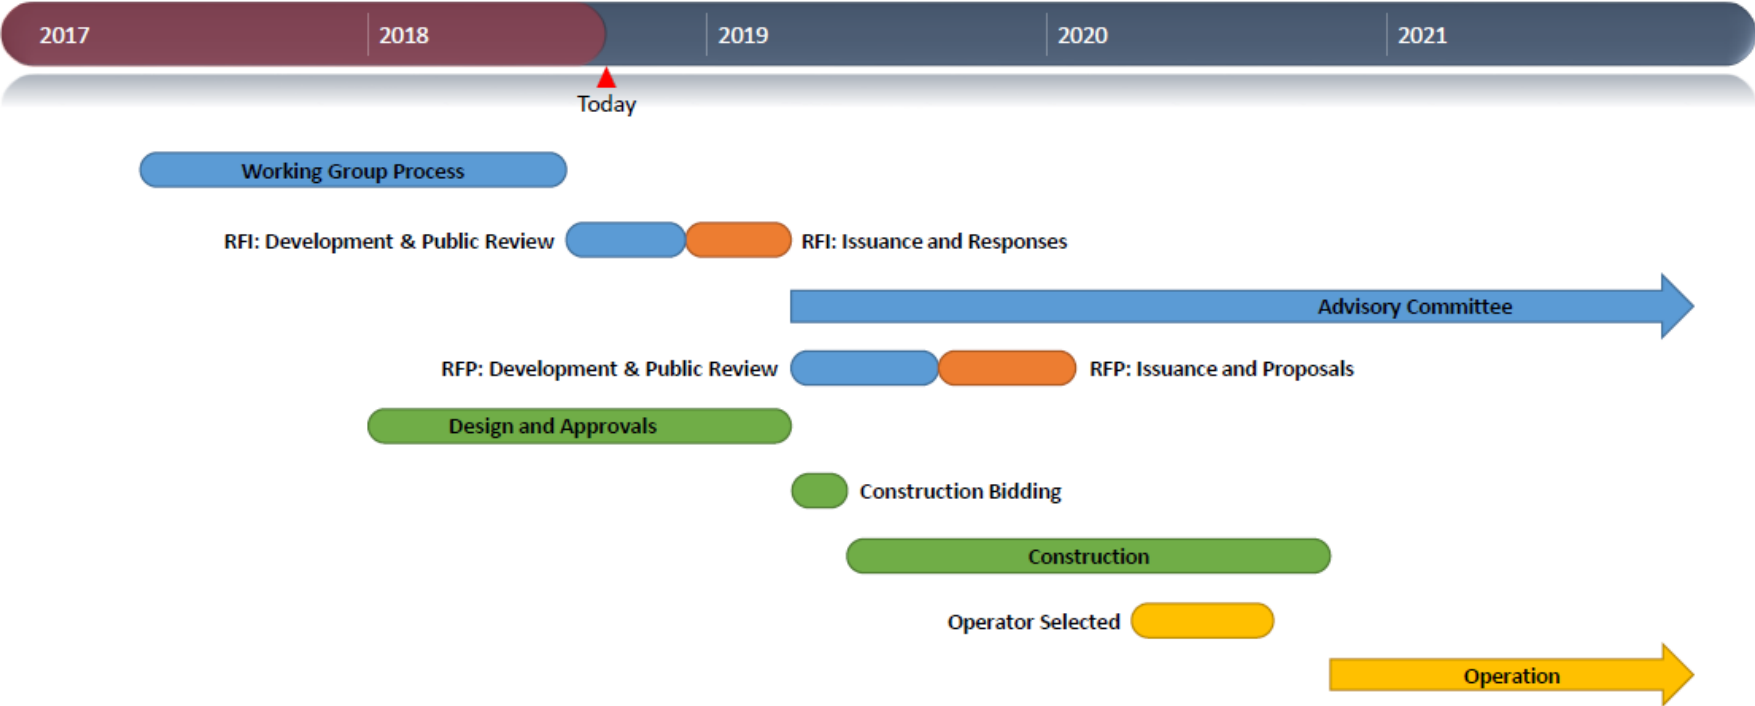 2017
2018
2019
2020
2021
Today
Working Group Process
RFI: Development & Public Review
RFI: Issuance and Responses
Advisory Committee
RFP: Development & Public Review
RFP: Issuance and Proposals
Design and Approvals
Construction Bidding
Construction
Operator Selected
Operation